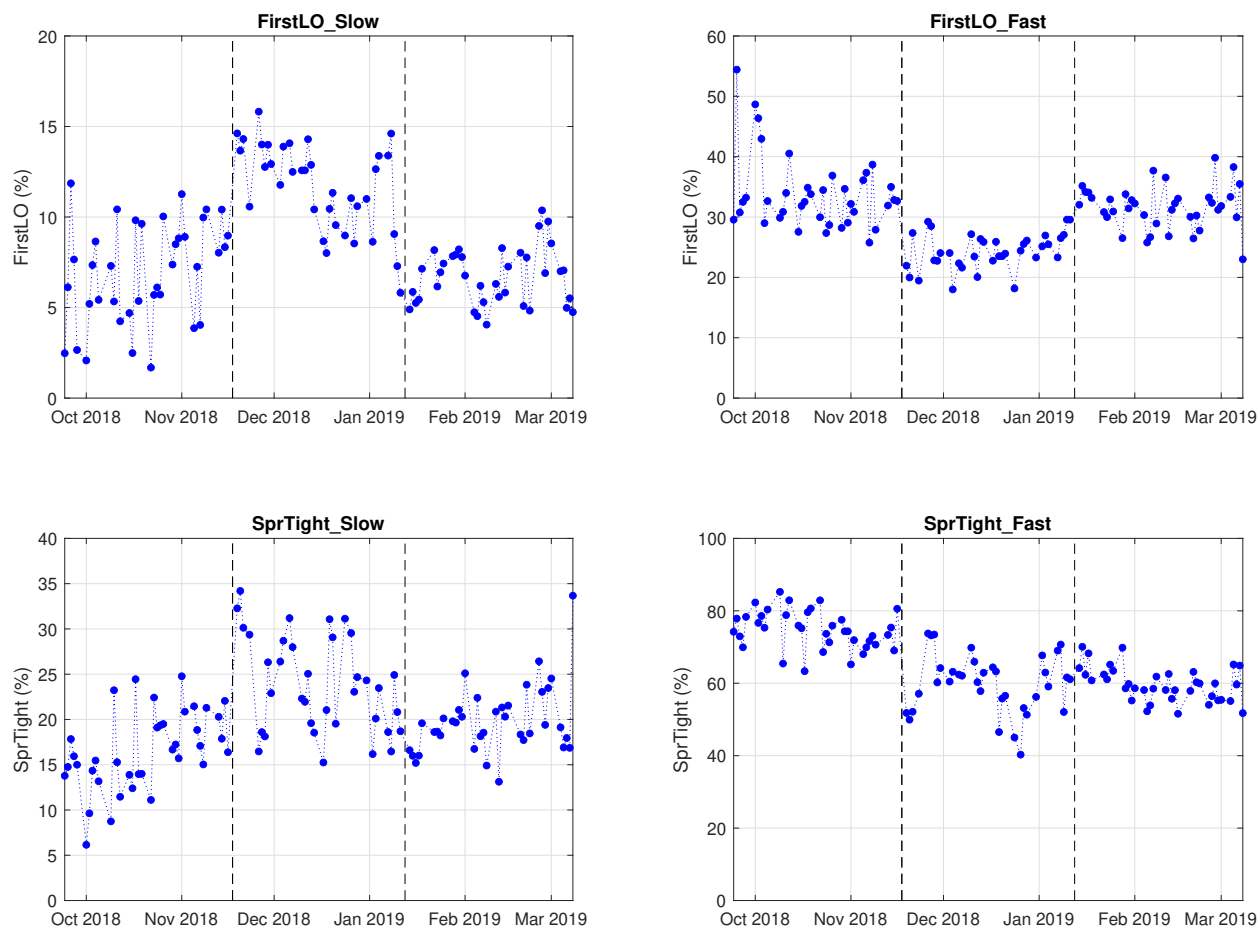 FirstLO_Slow
FirstLO (%)
20
15
10
5
0
Oct 2018 Nov 2018 Dec 2018 Jan 2019 Feb 2019 Mar 2019
FirstLO_Fast
FirstLO (%)
60
50
40
30
20
10
0
Oct 2018 Nov 2018 Dec 2018 Jan 2019 Feb 2019 Mar 2019
SprTight_Slow
SprTight (%)
40
35
30
25
20
15
10
5
0
Oct 2018 Nov 2018 Dec 2018 Jan 2019 Feb 2019 Mar 2019
SprTight_Fast
SprTight (%)
100
80
60
40
20
0
Oct 2018 Nov 2018 Dec 2018 Jan 2019 Feb 2019 Mar 2019